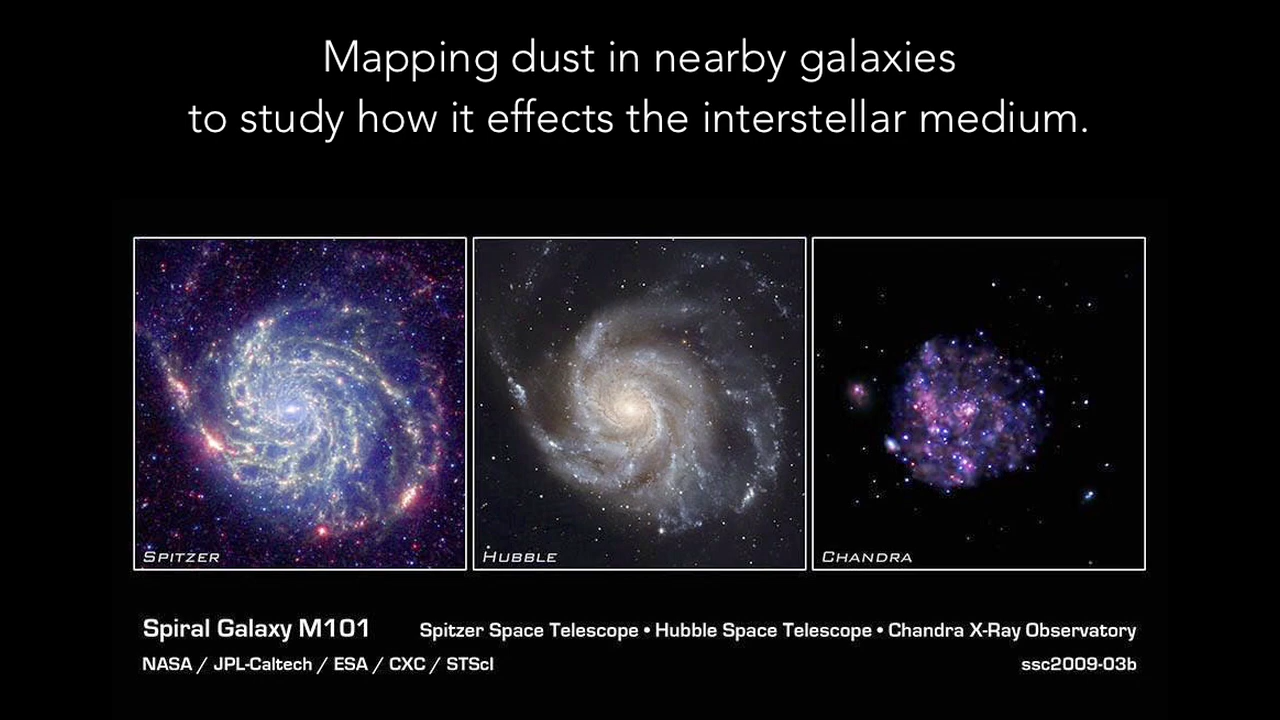 Mapping dust in nearby galaxies
to study how it effects the interstellar medium.
SPITZER
HUBBLE
CHANDRA
Spiral Galaxy M101
Spitzer Space Telescope • Hubble Space Telescope • Chandra X-Ray Observatory
NASA / JPL-Caltech / ESA / CXC / STScI
ssc2009-03b